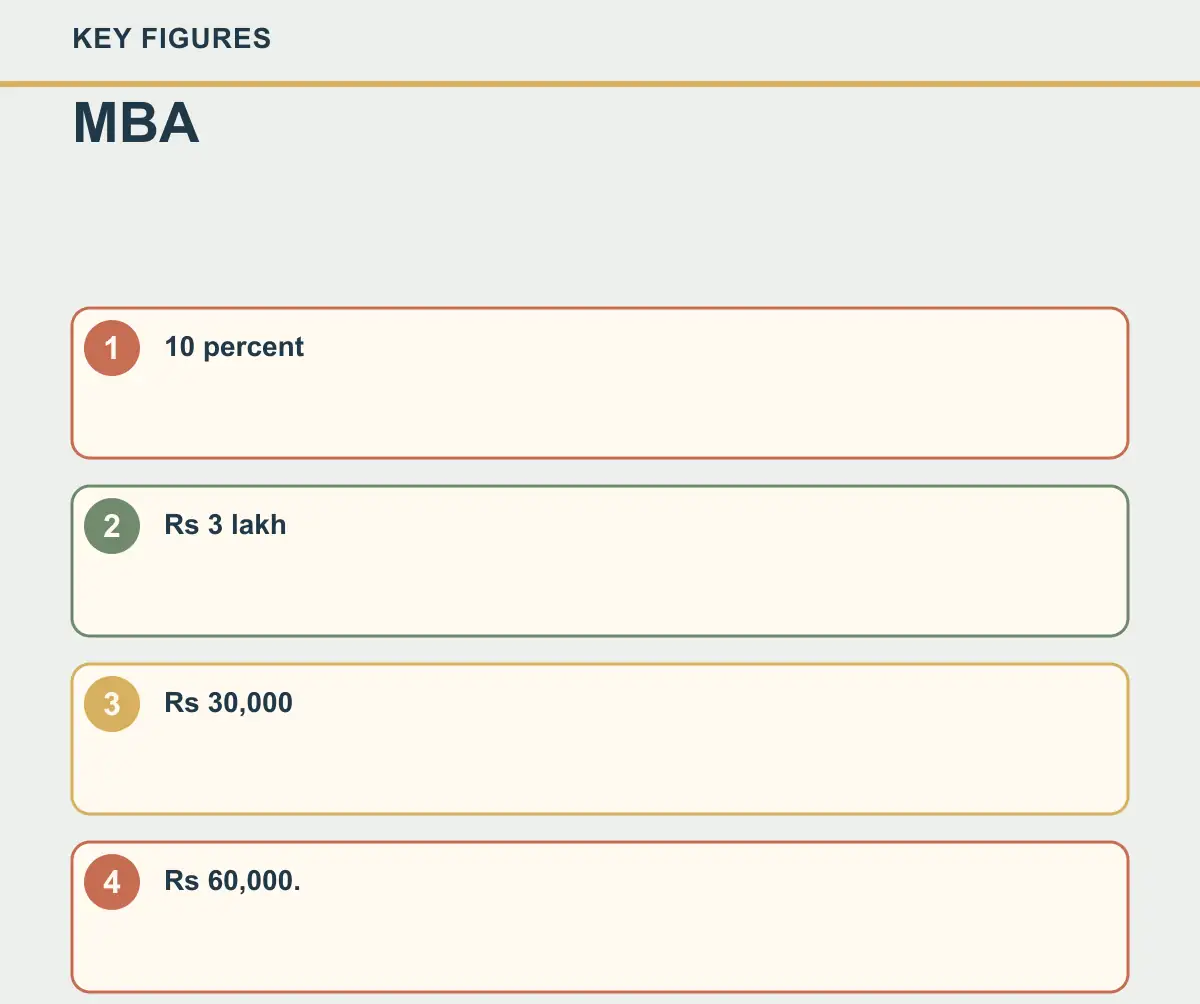 KEY FIGURES
MBA
1 10 percent
2 Rs 3 lakh
3 Rs 30,000
4 Rs 60,000.